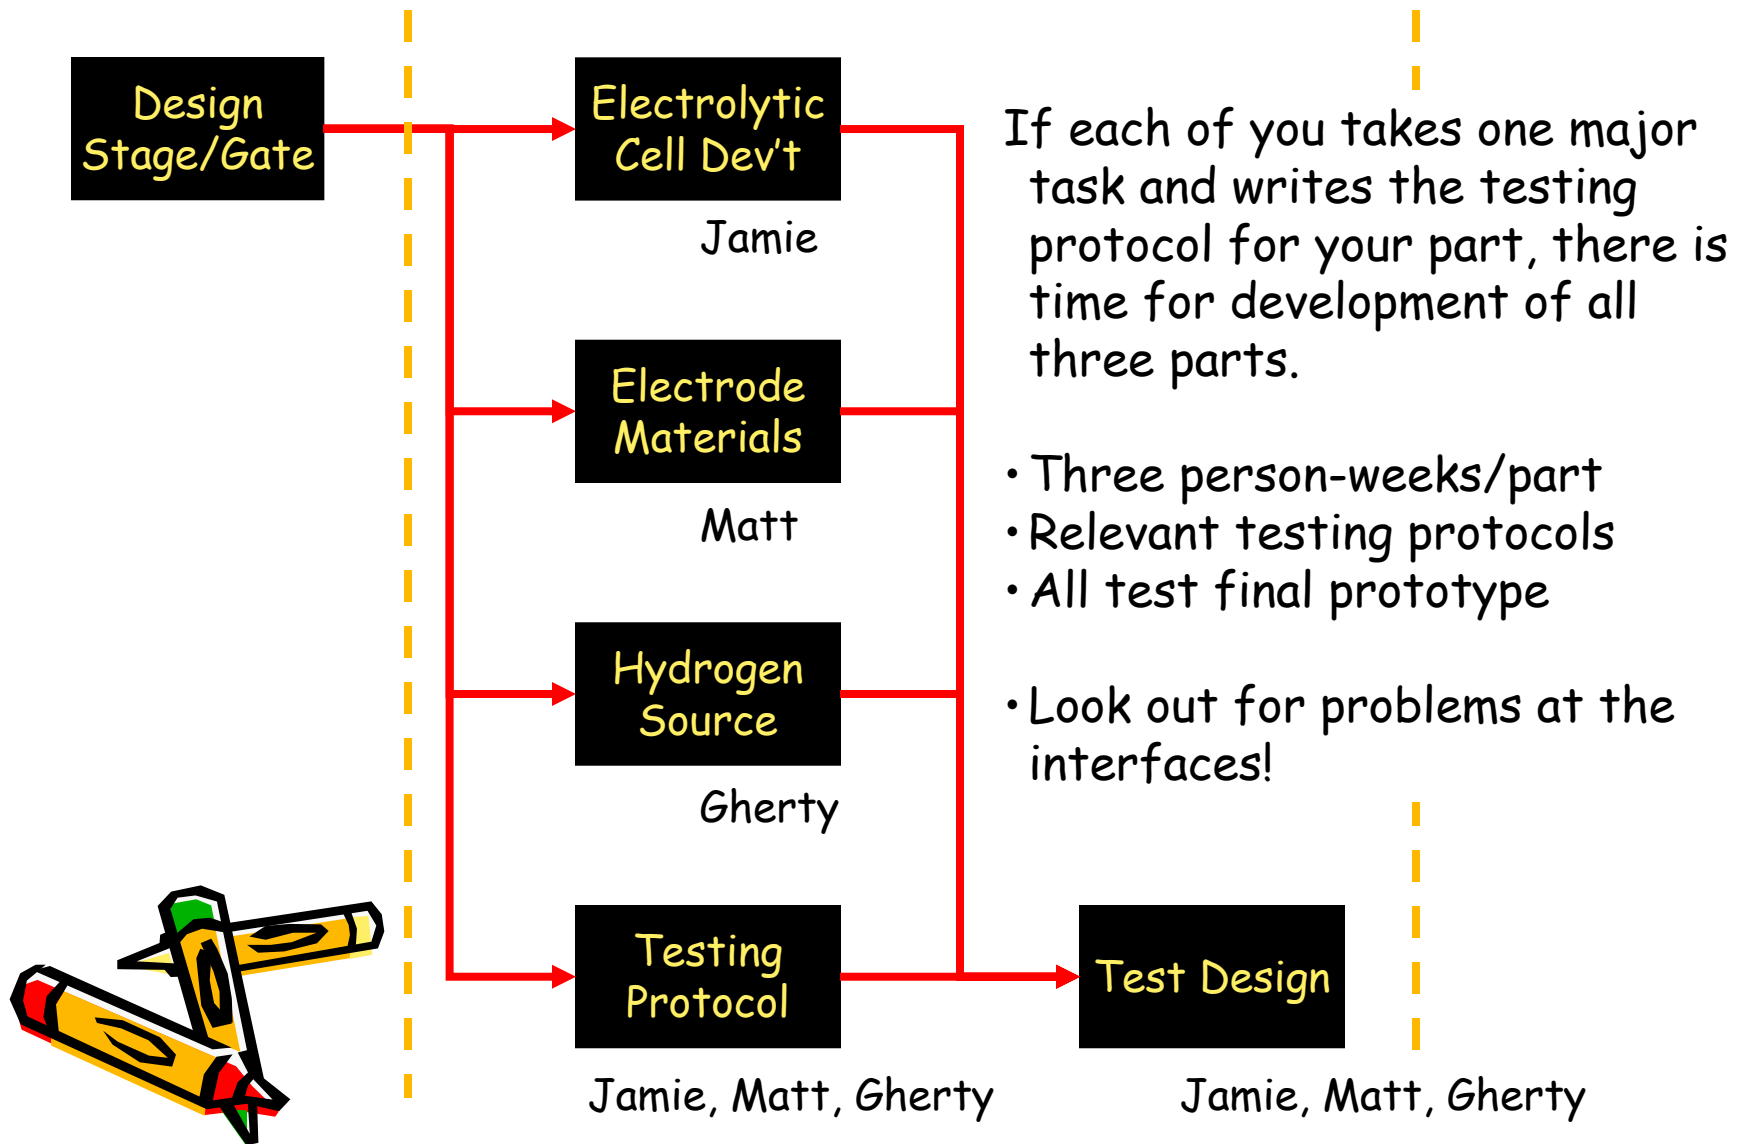 Design
Stage/Gate
Electrolytic
Cell Dev't
Jamie
Electrode
Materials
Matt
Hydrogen
Source
Gherty
Testing
Protocol
Jamie, Matt, Gherty
If each of you takes one major
task and writes the testing
protocol for your part, there is
time for development of all
three parts.
• Three person-weeks/part
• Relevant testing protocols
• All test final prototype
• Look out for problems at the
interfaces!
Test Design
Jamie, Matt, Gherty